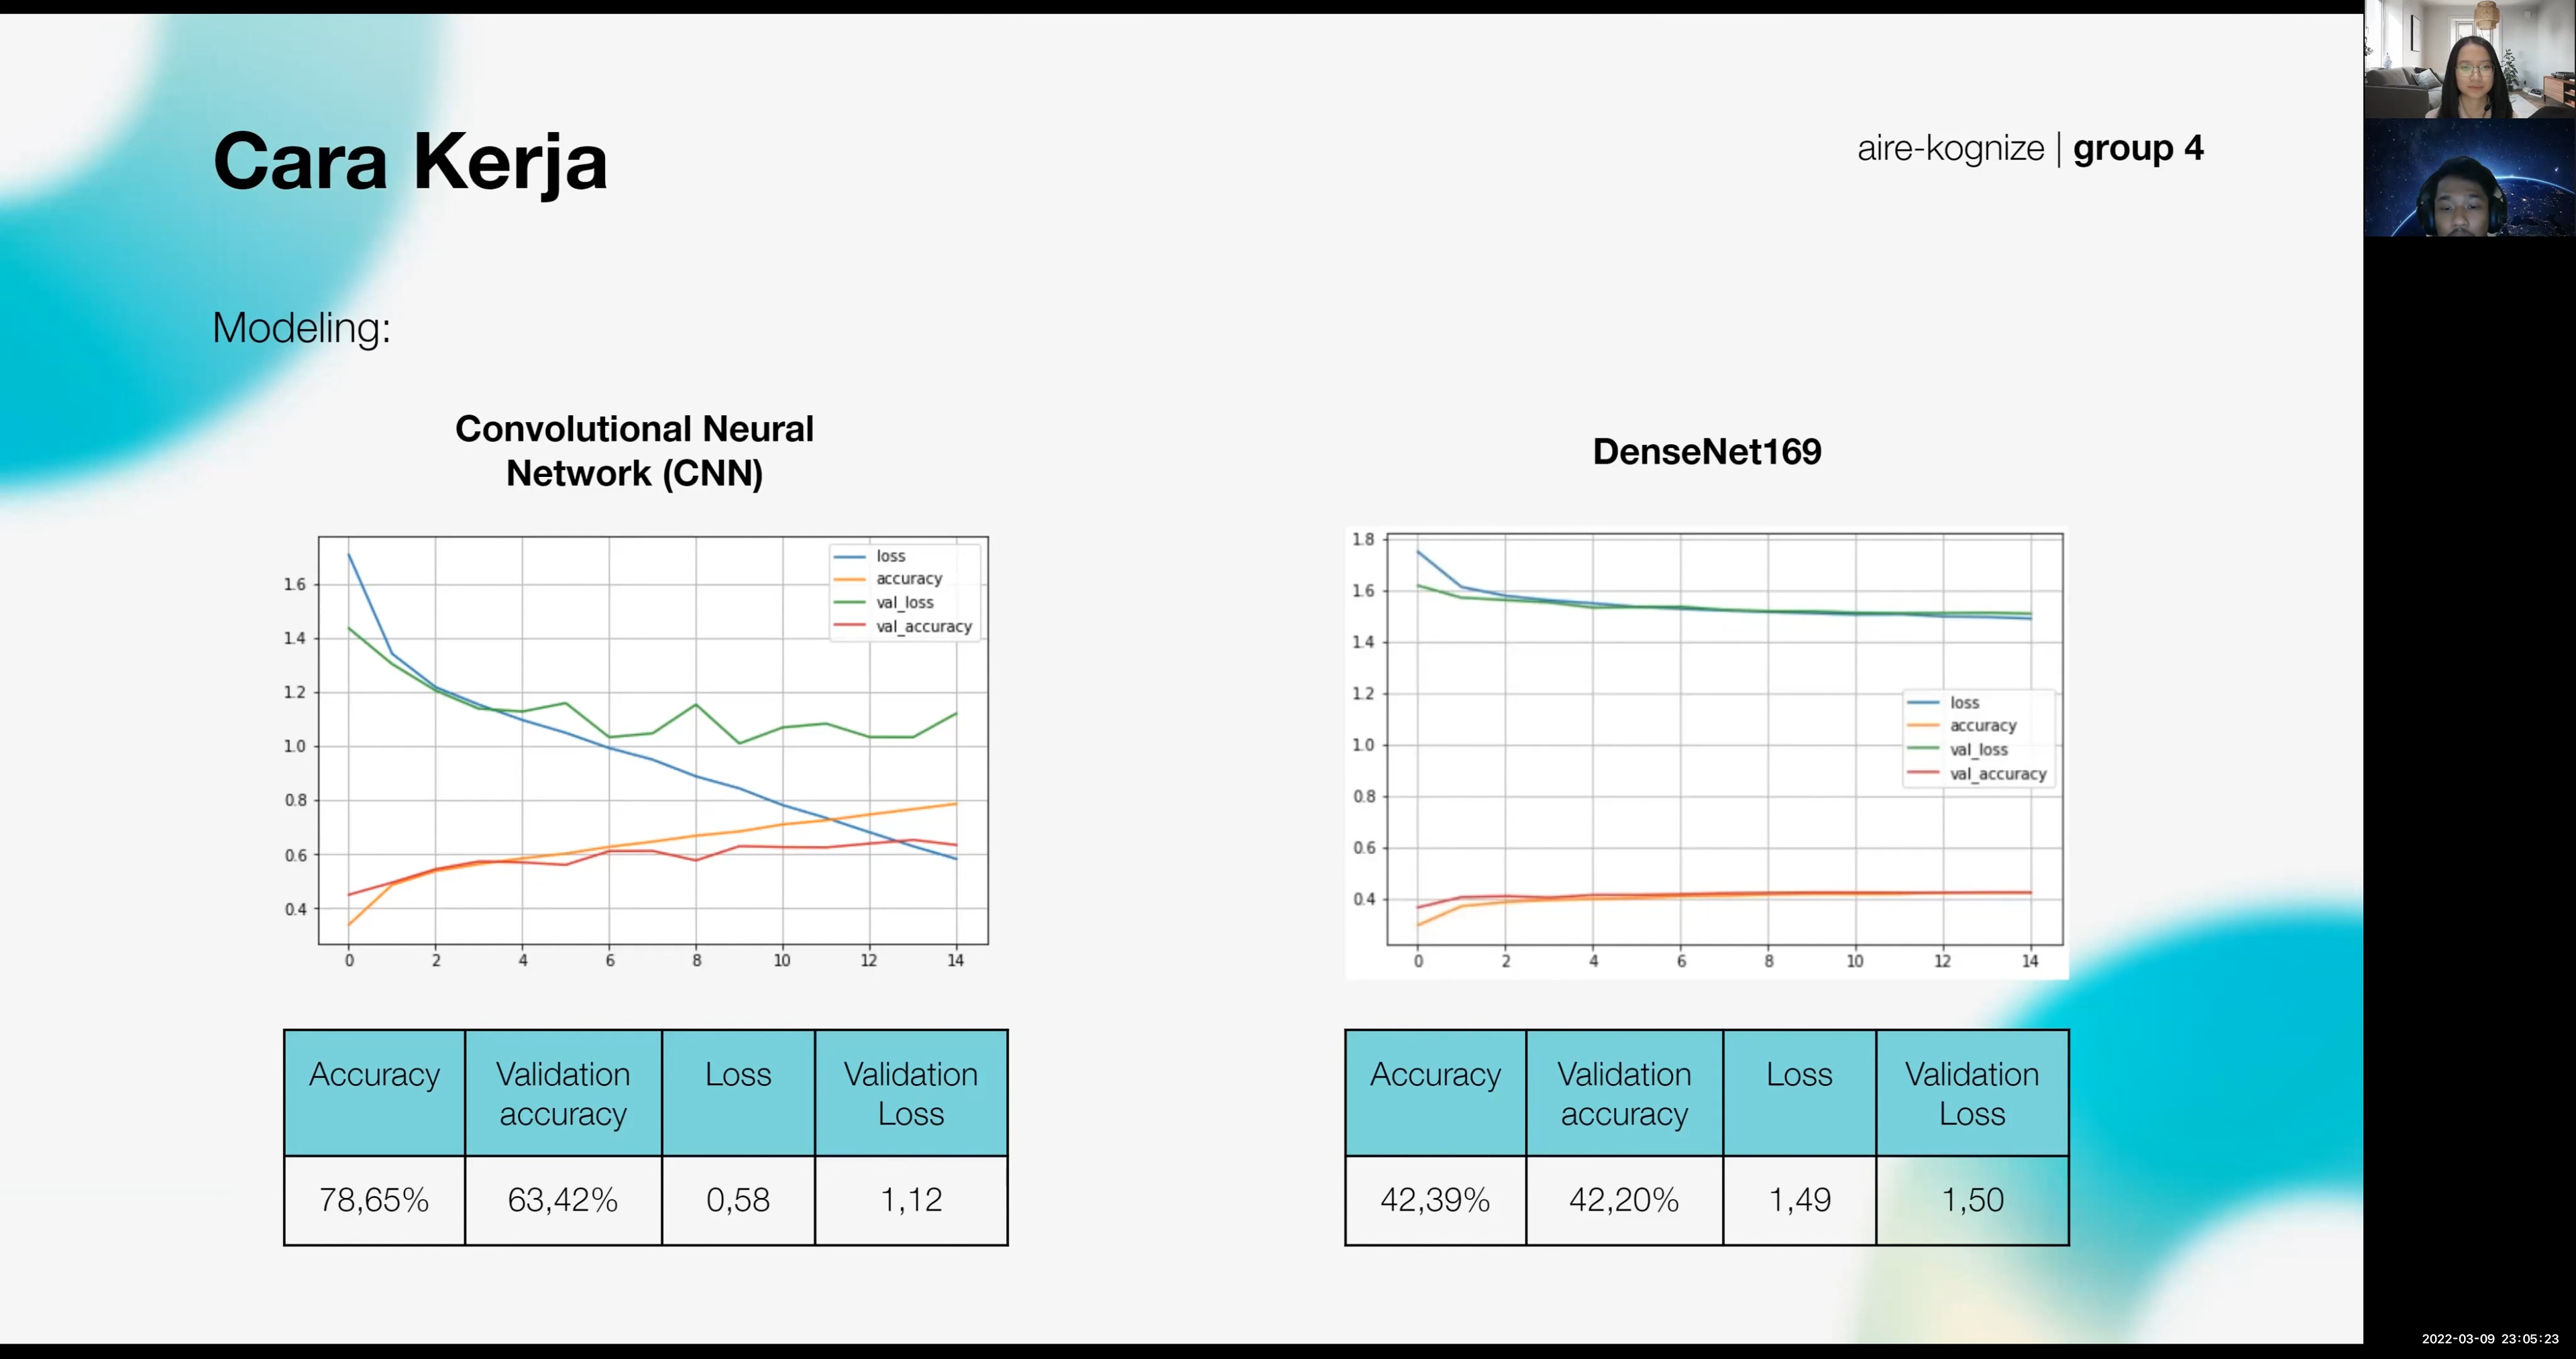 Cara Kerja
aire-kognize | group 4
Modeling:
Convolutional Neural
Network (CNN)
1.6
1.4
1.2
1.0
0.8
0.6
0.4
0
2
4
6
8
10
12
14
loss
accuracy
val_loss
val_accuracy
Accuracy
Validation
accuracy
Loss
Validation
Loss
78,65%
63,42%
0,58
1,12
DenseNet169
1.8
1.6
1.4
1.2
1.0
0.8
0.6
0.4
0
2
4
6
8
10
12
14
loss
accuracy
val_loss
val_accuracy
Accuracy
Validation
accuracy
Loss
Validation
Loss
42,39%
42,20%
1,49
1,50
2022-03-09 23:05:23